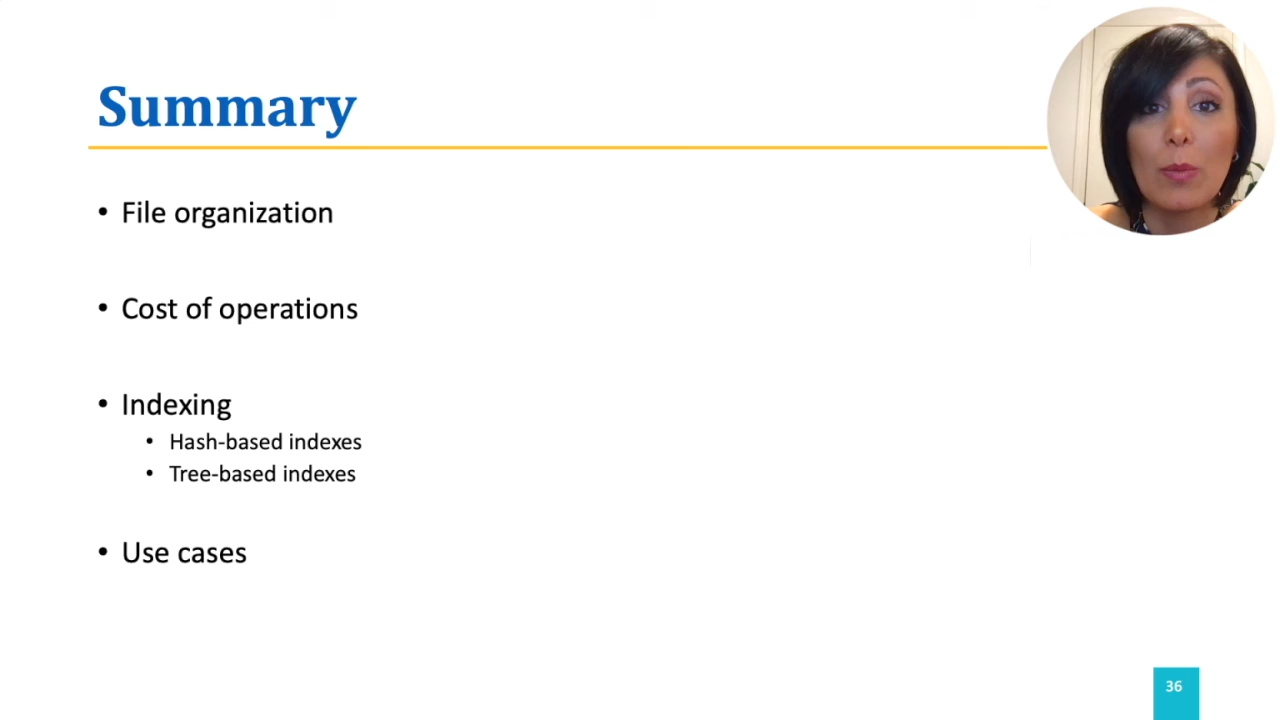 Summary
• File organization
• Cost of operations
• Indexing
• Hash-based indexes
• Tree-based indexes
• Use cases
36